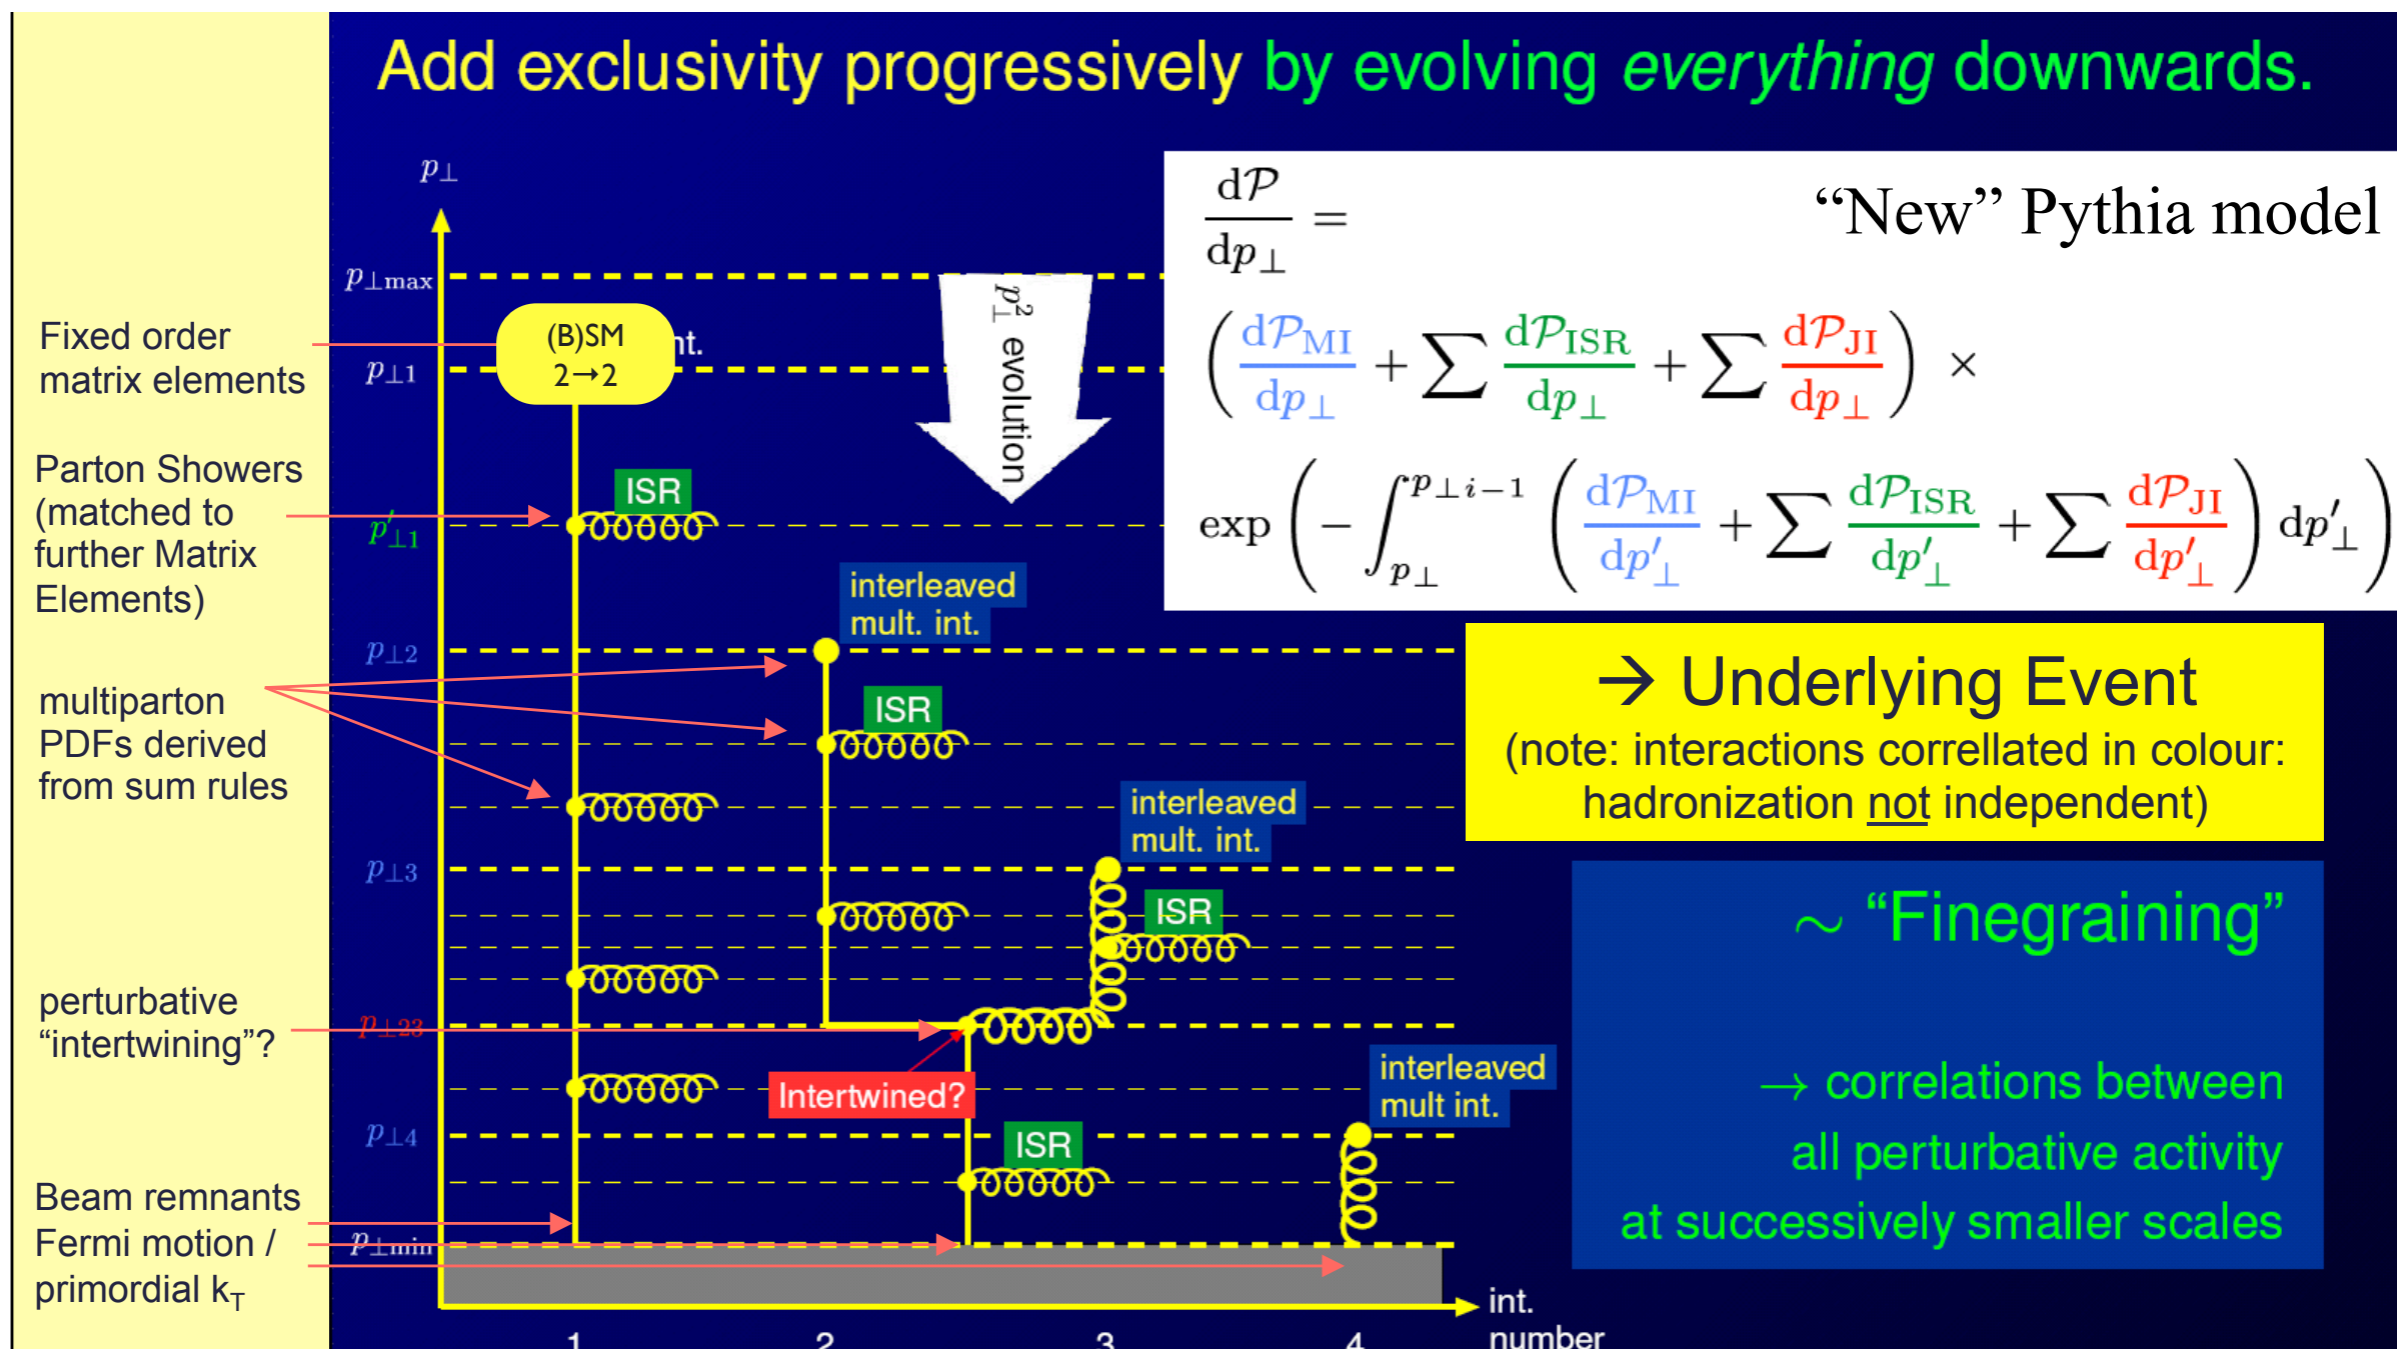 Add exclusivity progressively by evolving everything downwards.
p⊥
p⊥max
p⊥1
p′⊥1
p⊥2
p⊥3
p⊥23
p⊥4
p⊥min
Fixed order
matrix elements
Parton Showers
(matched to
further Matrix
Elements)
multiparton
PDFs derived
from sum rules
perturbative
“intertwining”?
Beam remnants
Fermi motion /
primordial kT
(B)SM
2→2
nt.
p²⊥ evolution
ISR
interleaved
mult. int.
ISR
interleaved
mult. int.
ISR
Intertwined?
ISR
interleaved
mult int.
int.
number
1 2 3 4
“New” Pythia model
dP/dp⊥ =
(dP_MI/dp⊥ + ∑ dP_ISR/dp⊥ + ∑ dP_JI/dp⊥) ×
exp(−∫_p⊥^p⊥i−1 (dP_MI/dp′⊥ + ∑ dP_ISR/dp′⊥ + ∑ dP_JI/dp′⊥) dp′⊥)
→ Underlying Event
(note: interactions correllated in colour:
hadronization not independent)
∼ “Finegraining”
→ correlations between
all perturbative activity
at successively smaller scales